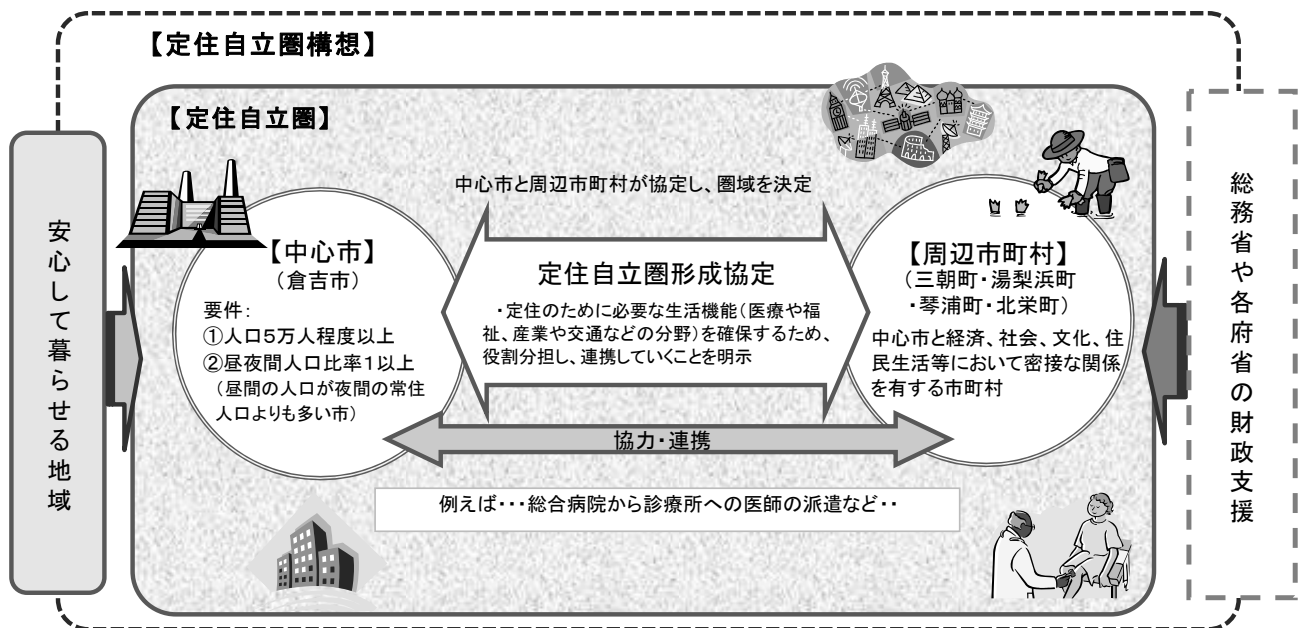 【定住自立圏構想】
【定住自立圏】
安心して暮らせる地域
中心市と周辺市町村が協定し、圏域を決定
【中心市】
(倉吉市)
要件:
①人口5万人程度以上
②昼夜間人口比率1以上
(昼間の人口が夜間の常住
人口よりも多い市)
定住自立圏形成協定
・定住のために必要な生活機能(医療や福
祉、産業や交通などの分野)を確保するため、
役割分担し、連携していくことを明示
【周辺市町村】
(三朝町・湯梨浜町
・琴浦町・北栄町)
中心市と経済、社会、文化、住
民生活等において密接な関係
を有する市町村
協力・連携
例えば・・・総合病院から診療所への医師の派遣など・・
総務省や各府省の財政支援